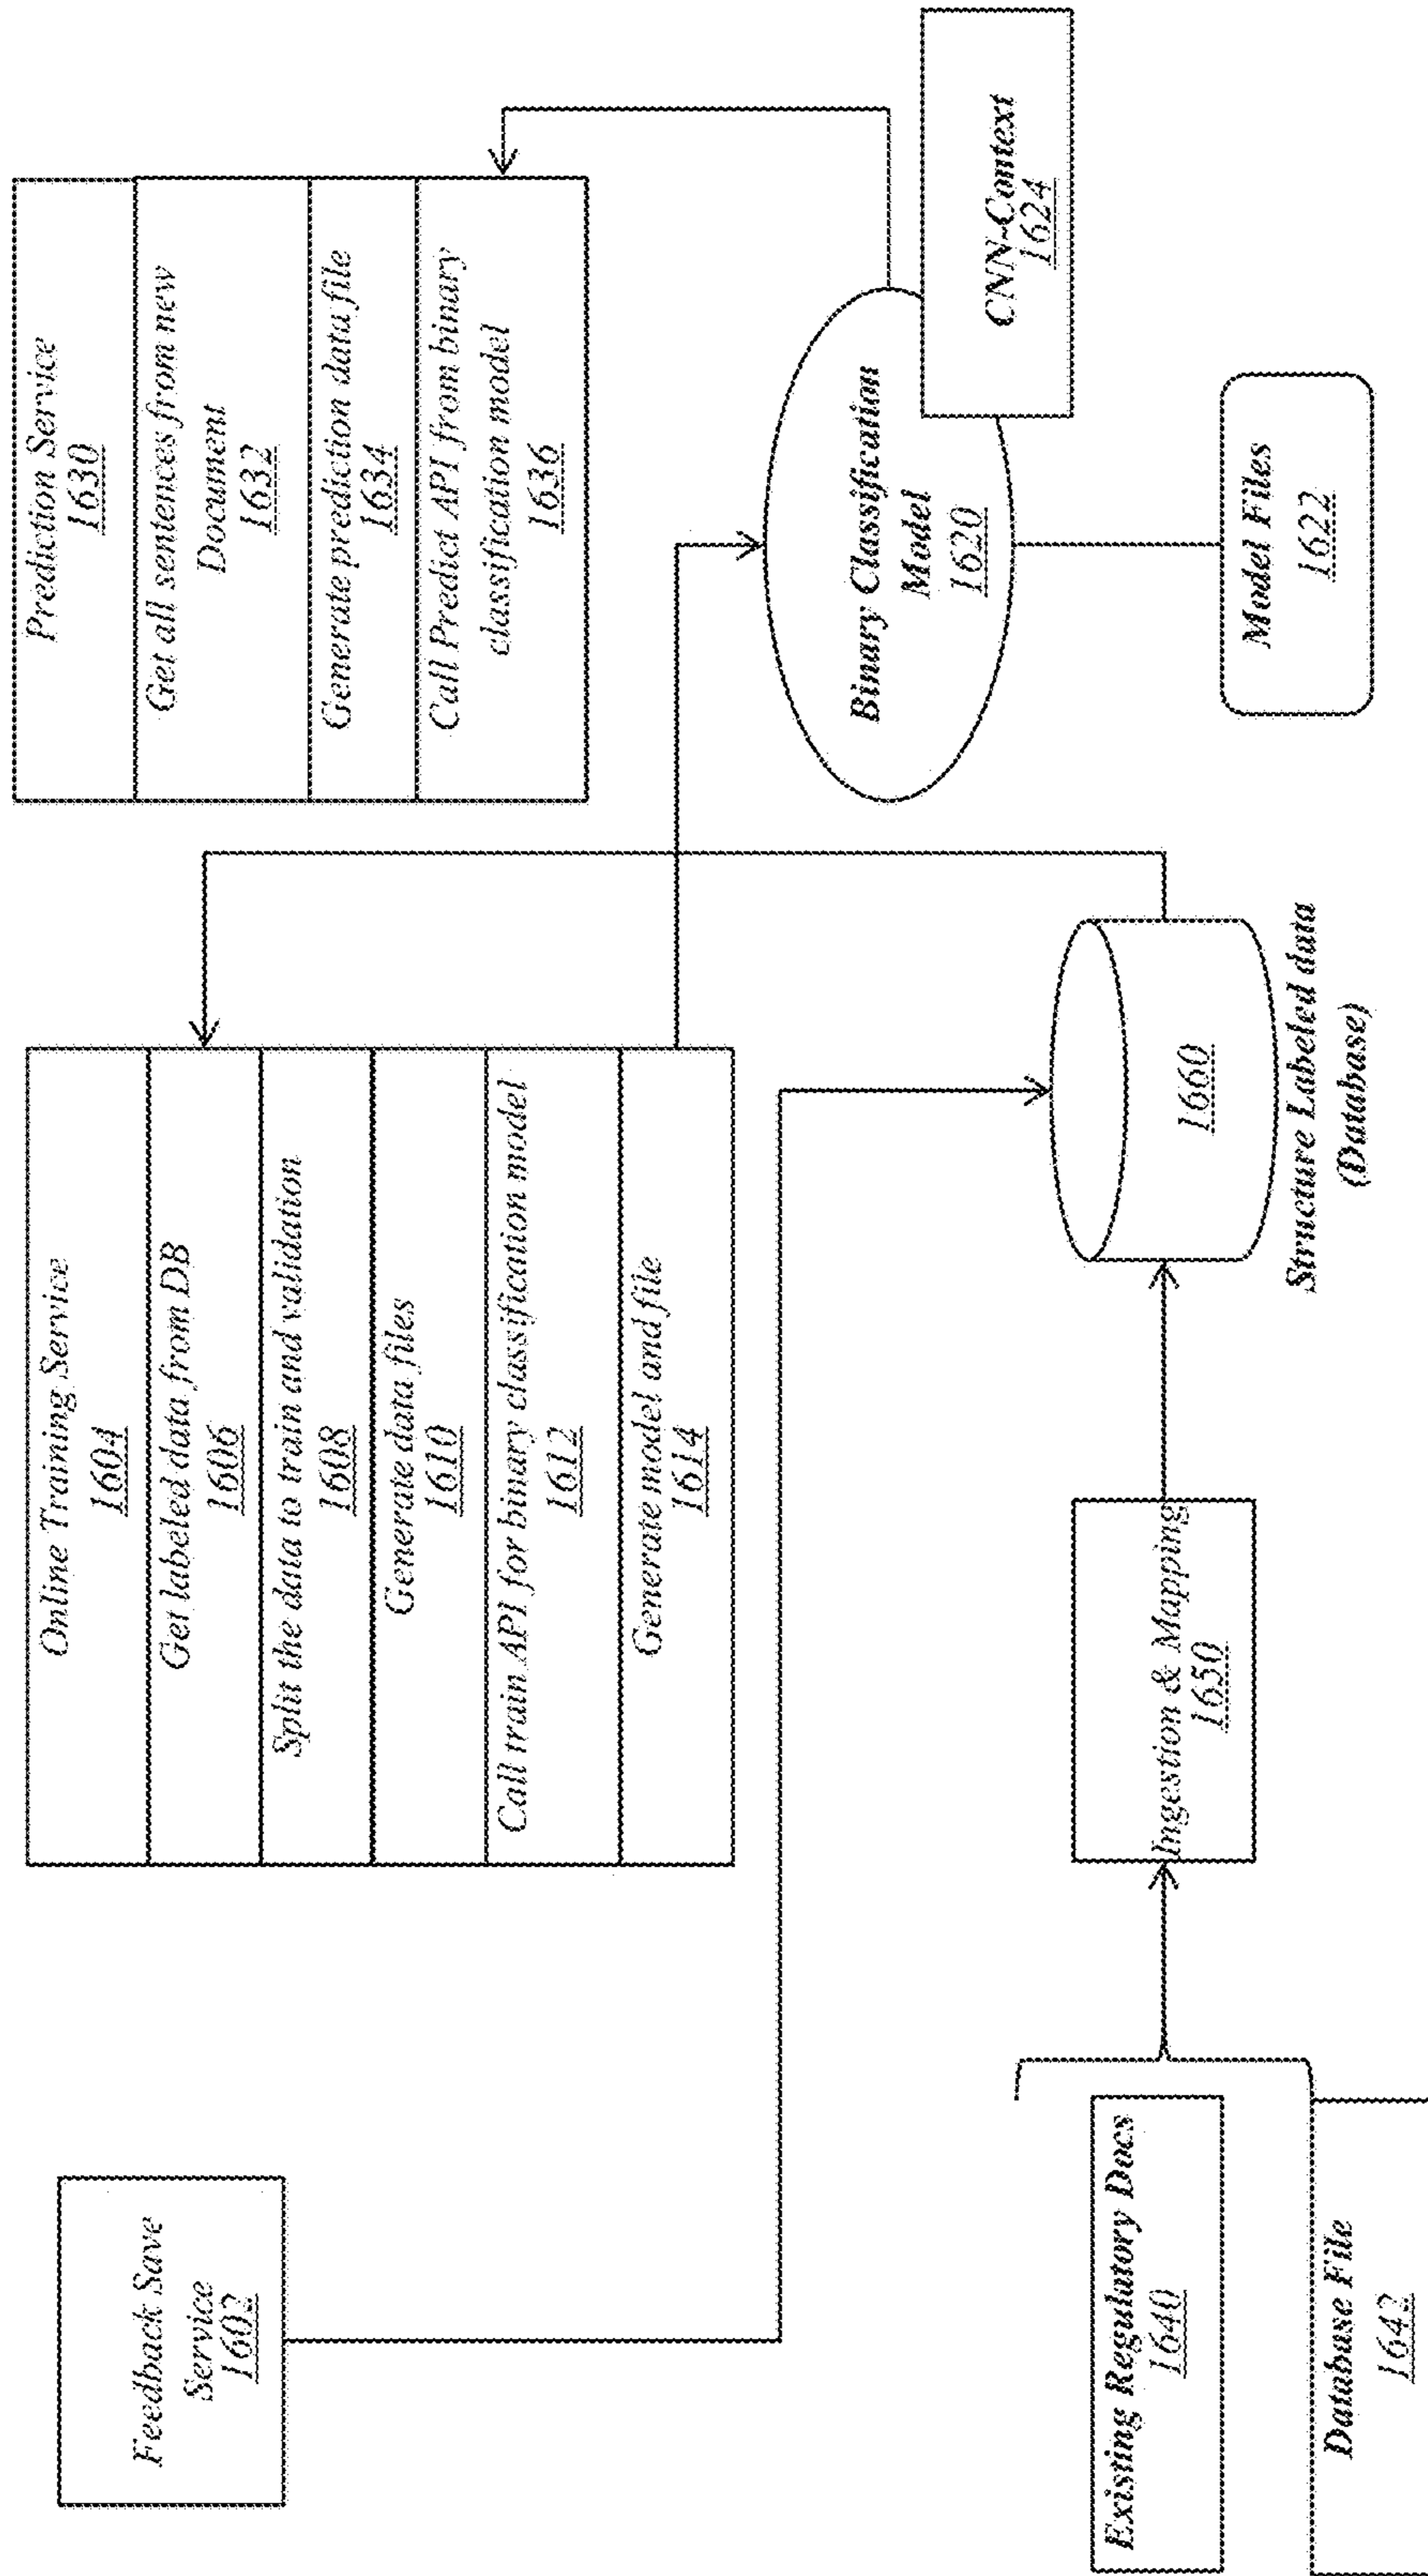 Feedback Save
Service
1602
Online Training Service
1604
Get labeled data from DB
1606
Split the data to train and validation
1608
Generate data files
1610
Call train API for binary classification model
1612
Generate model and file
1614
Prediction Service
1630
Get all sentences from new
Document
1632
Generate prediction data file
1634
Call Predict API from binary
classification model
1636
Binary Classification
Model
1620
CNN-Context
1624
Model Files
1622
Existing Regulatory Docs
1640
Database File
1642
Ingestion & Mapping
1650
1660
Structure Labeled data
(Database)